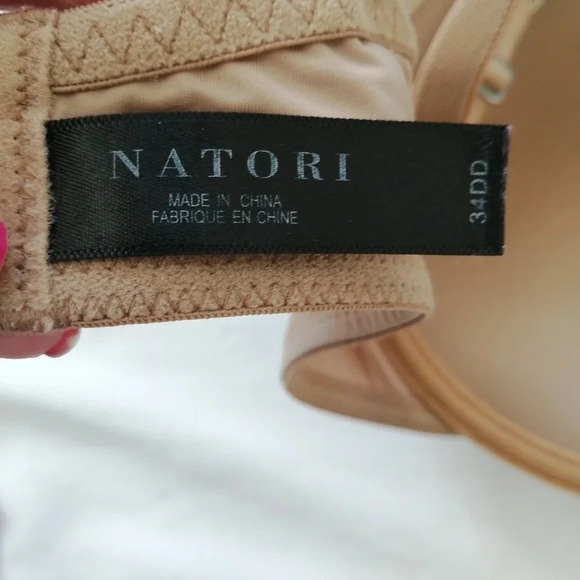 NATORI
MADE IN CHINA
FABRIQUE EN CHINE
34DD